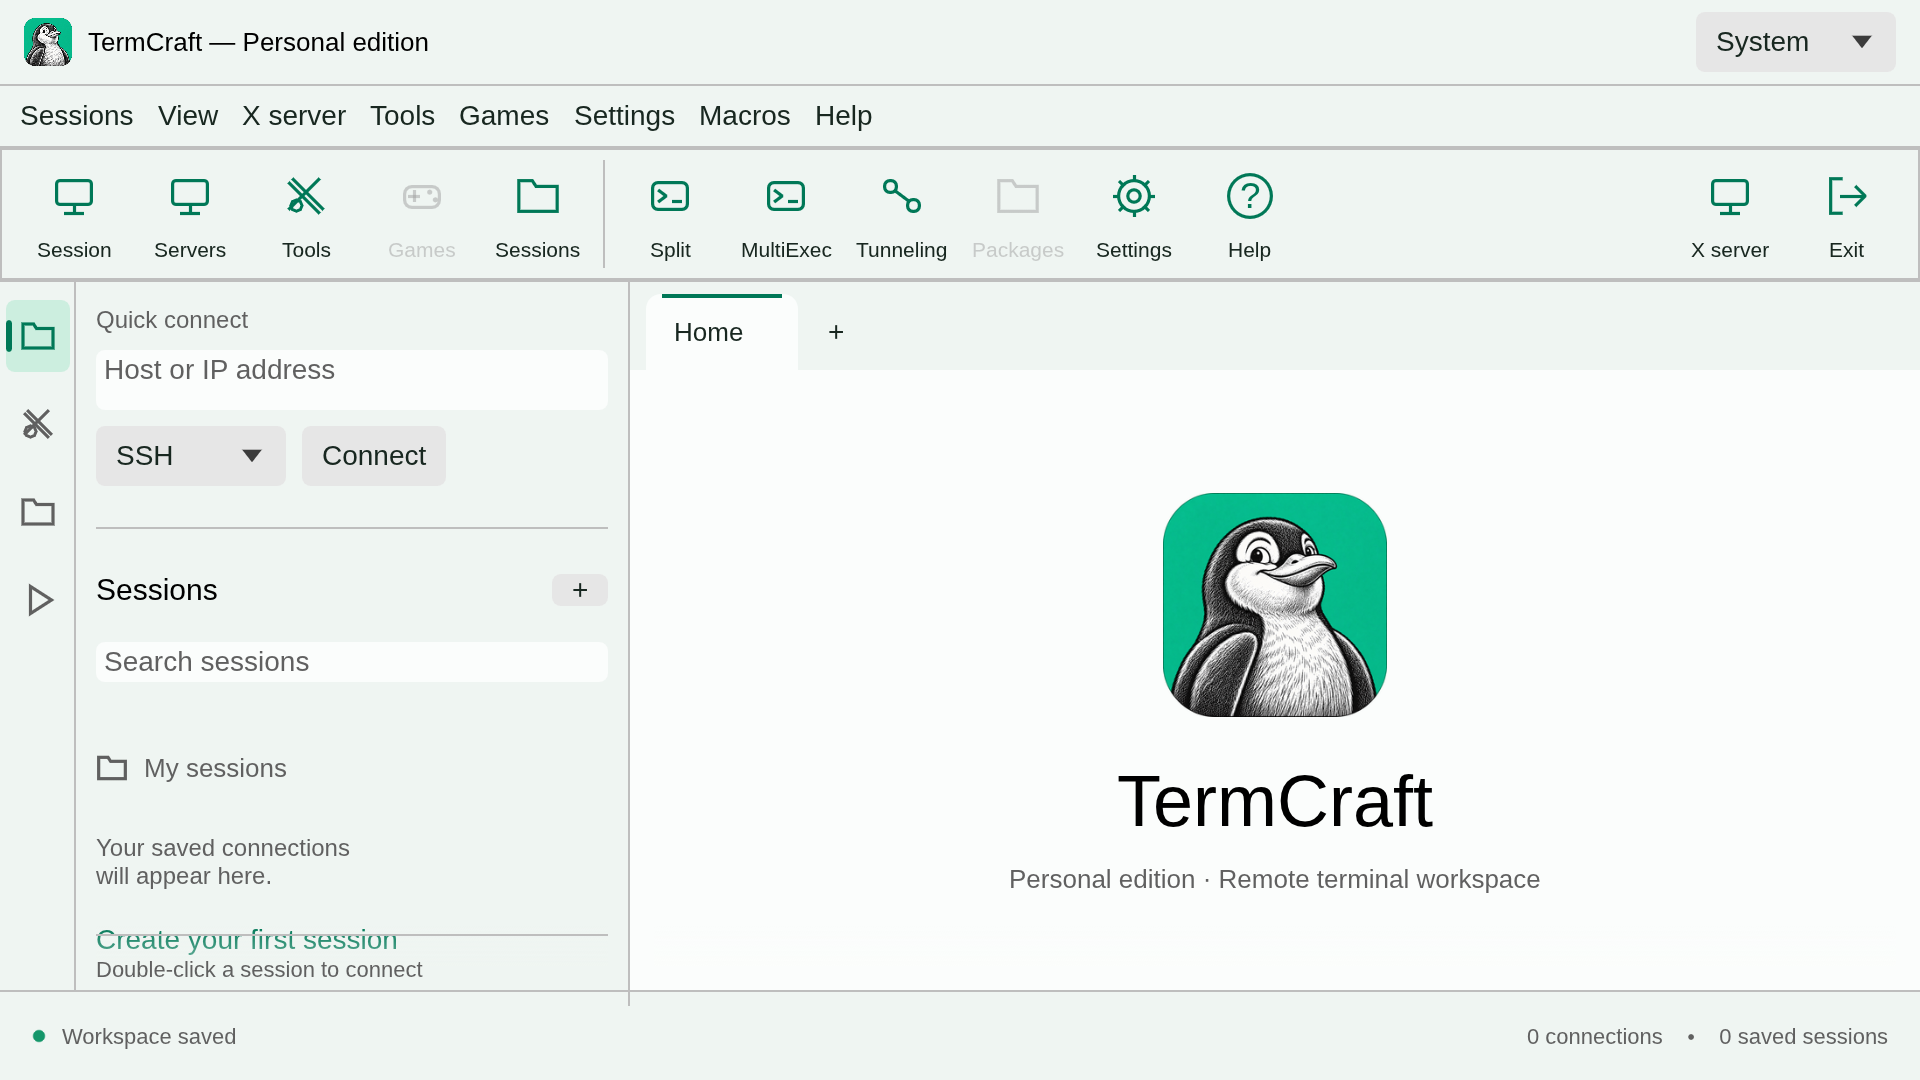 TermCraft — Personal edition
System
Sessions View X server Tools Games Settings Macros Help
Session Servers Tools Games Sessions Split MultiExec Tunneling Packages Settings Help X server Exit
Quick connect
Host or IP address
SSH Connect
Sessions +
Search sessions
My sessions
Your saved connections
will appear here.
Create your first session
Double-click a session to connect
Home +
TermCraft
Personal edition · Remote terminal workspace
Workspace saved
0 connections • 0 saved sessions